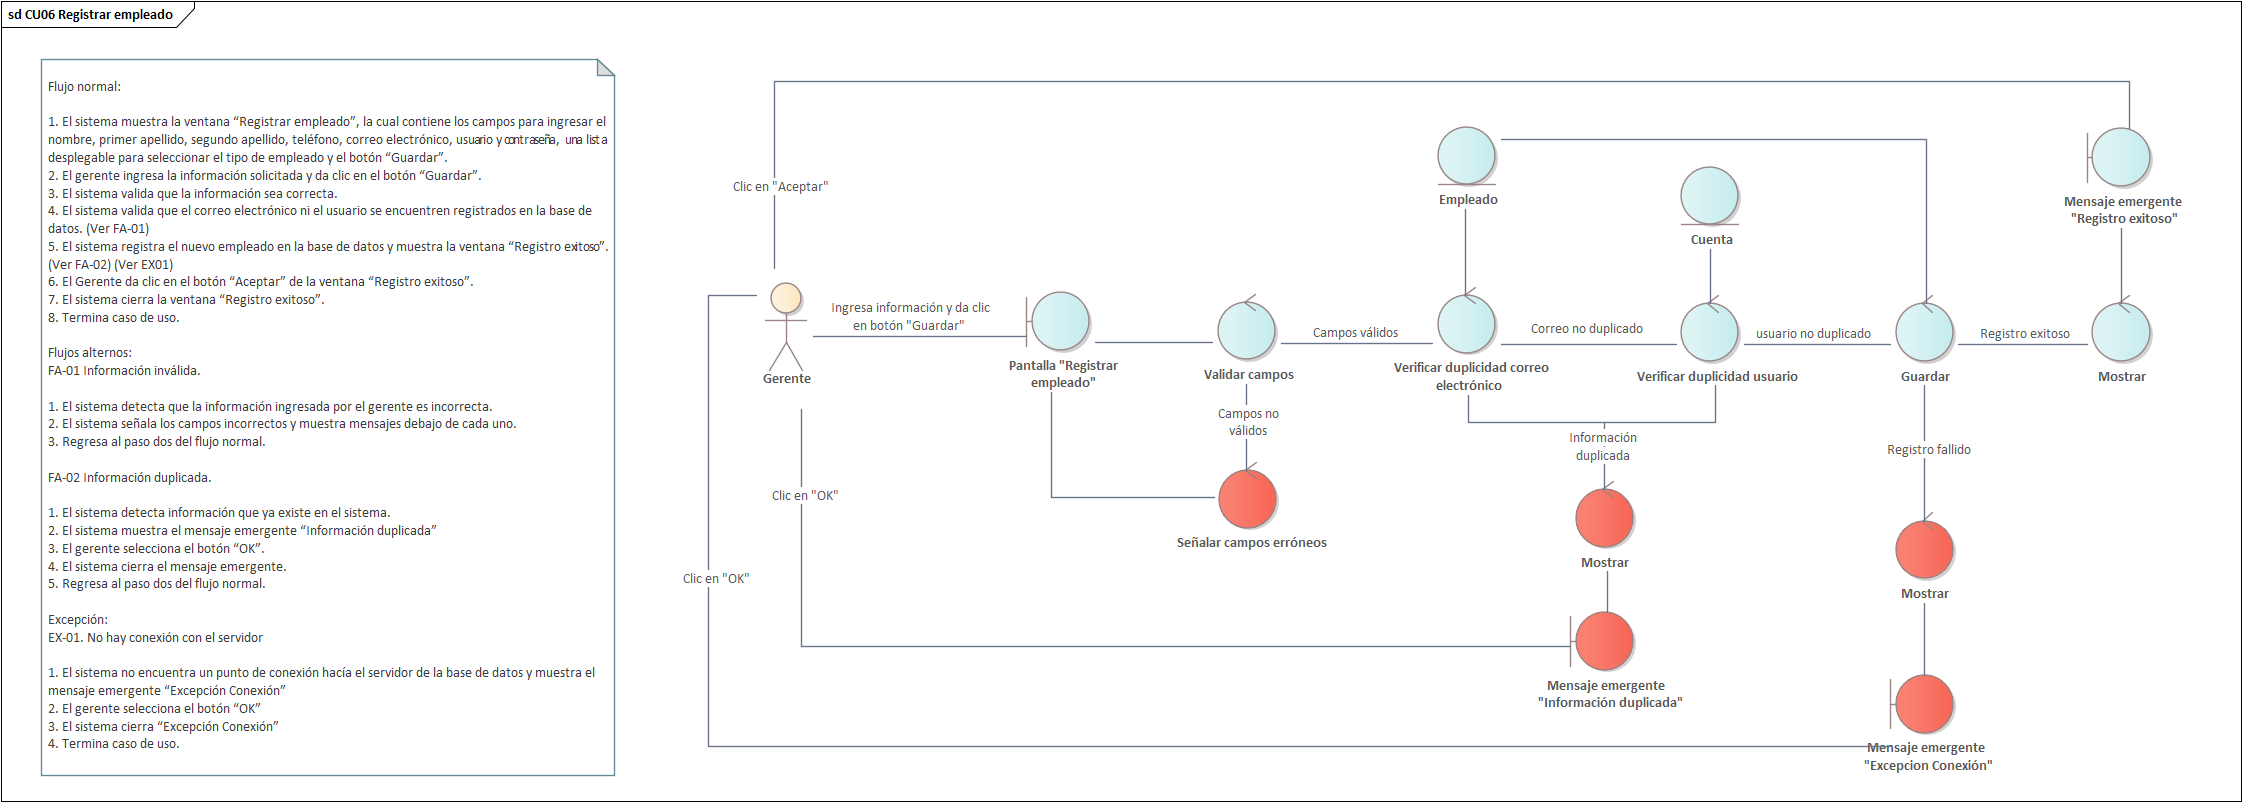 sd CU06 Registrar empleado
Flujo normal:
1. El sistema muestra la ventana “Registrar empleado”, la cual contiene los campos para ingresar el
nombre, primer apellido, segundo apellido, teléfono, correo electrónico, usuario y contraseña, una lista
desplegable para seleccionar el tipo de empleado y el botón “Guardar”.
2. El gerente ingresa la información solicitada y da clic en el botón “Guardar”.
3. El sistema valida que la información sea correcta.
4. El sistema valida que el correo electrónico ni el usuario se encuentren registrados en la base de
datos. (Ver FA-01)
5. El sistema registra el nuevo empleado en la base de datos y muestra la ventana “Registro exitoso”.
(Ver FA-02) (Ver EX01)
6. El Gerente da clic en el botón “Aceptar” de la ventana “Registro exitoso”.
7. El sistema cierra la ventana “Registro exitoso”.
8. Termina caso de uso.
Flujos alternos:
FA-01 Información inválida.
1. El sistema detecta que la información ingresada por el gerente es incorrecta.
2. El sistema señala los campos incorrectos y muestra mensajes debajo de cada uno.
3. Regresa al paso dos del flujo normal.
FA-02 Información duplicada.
1. El sistema detecta información que ya existe en el sistema.
2. El sistema muestra el mensaje emergente “Información duplicada”
3. El gerente selecciona el botón “OK”.
4. El sistema cierra el mensaje emergente.
5. Regresa al paso dos del flujo normal.
Excepción:
EX-01. No hay conexión con el servidor
1. El sistema no encuentra un punto de conexión hacía el servidor de la base de datos y muestra el
mensaje emergente “Excepción Conexión”
2. El gerente selecciona el botón “OK”
3. El sistema cierra “Excepción Conexión”
4. Termina caso de uso.
Clic en "Aceptar"
Empleado
Cuenta
Mensaje emergente
"Registro exitoso"
Gerente
Ingresa información y da clic
en botón "Guardar"
Pantalla "Registrar
empleado"
Validar campos
Campos válidos
Verificar duplicidad correo
electrónico
Correo no duplicado
Verificar duplicidad usuario
usuario no duplicado
Guardar
Registro exitoso
Mostrar
Campos no
válidos
Señalar campos erróneos
Información
duplicada
Mostrar
Mensaje emergente
"Información duplicada"
Registro fallido
Mostrar
Mensaje emergente
"Excepcion Conexión"
Clic en "OK"
Clic en "OK"